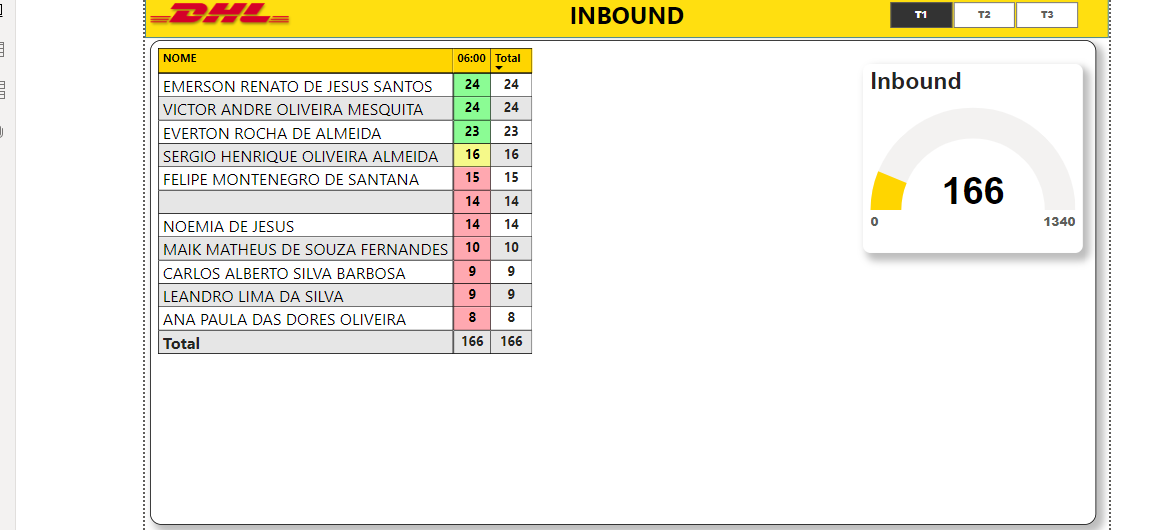 DHL
INBOUND
T1 T2 T3
NOME 06:00 Total
EMERSON RENATO DE JESUS SANTOS 24 24
VICTOR ANDRE OLIVEIRA MESQUITA 24 24
EVERTON ROCHA DE ALMEIDA 23 23
SERGIO HENRIQUE OLIVEIRA ALMEIDA 16 16
FELIPE MONTENEGRO DE SANTANA 15 15
14 14
NOEMIA DE JESUS 14 14
MAIK MATHEUS DE SOUZA FERNANDES 10 10
CARLOS ALBERTO SILVA BARBOSA 9 9
LEANDRO LIMA DA SILVA 9 9
ANA PAULA DAS DORES OLIVEIRA 8 8
Total 166 166
Inbound
166
0 1340